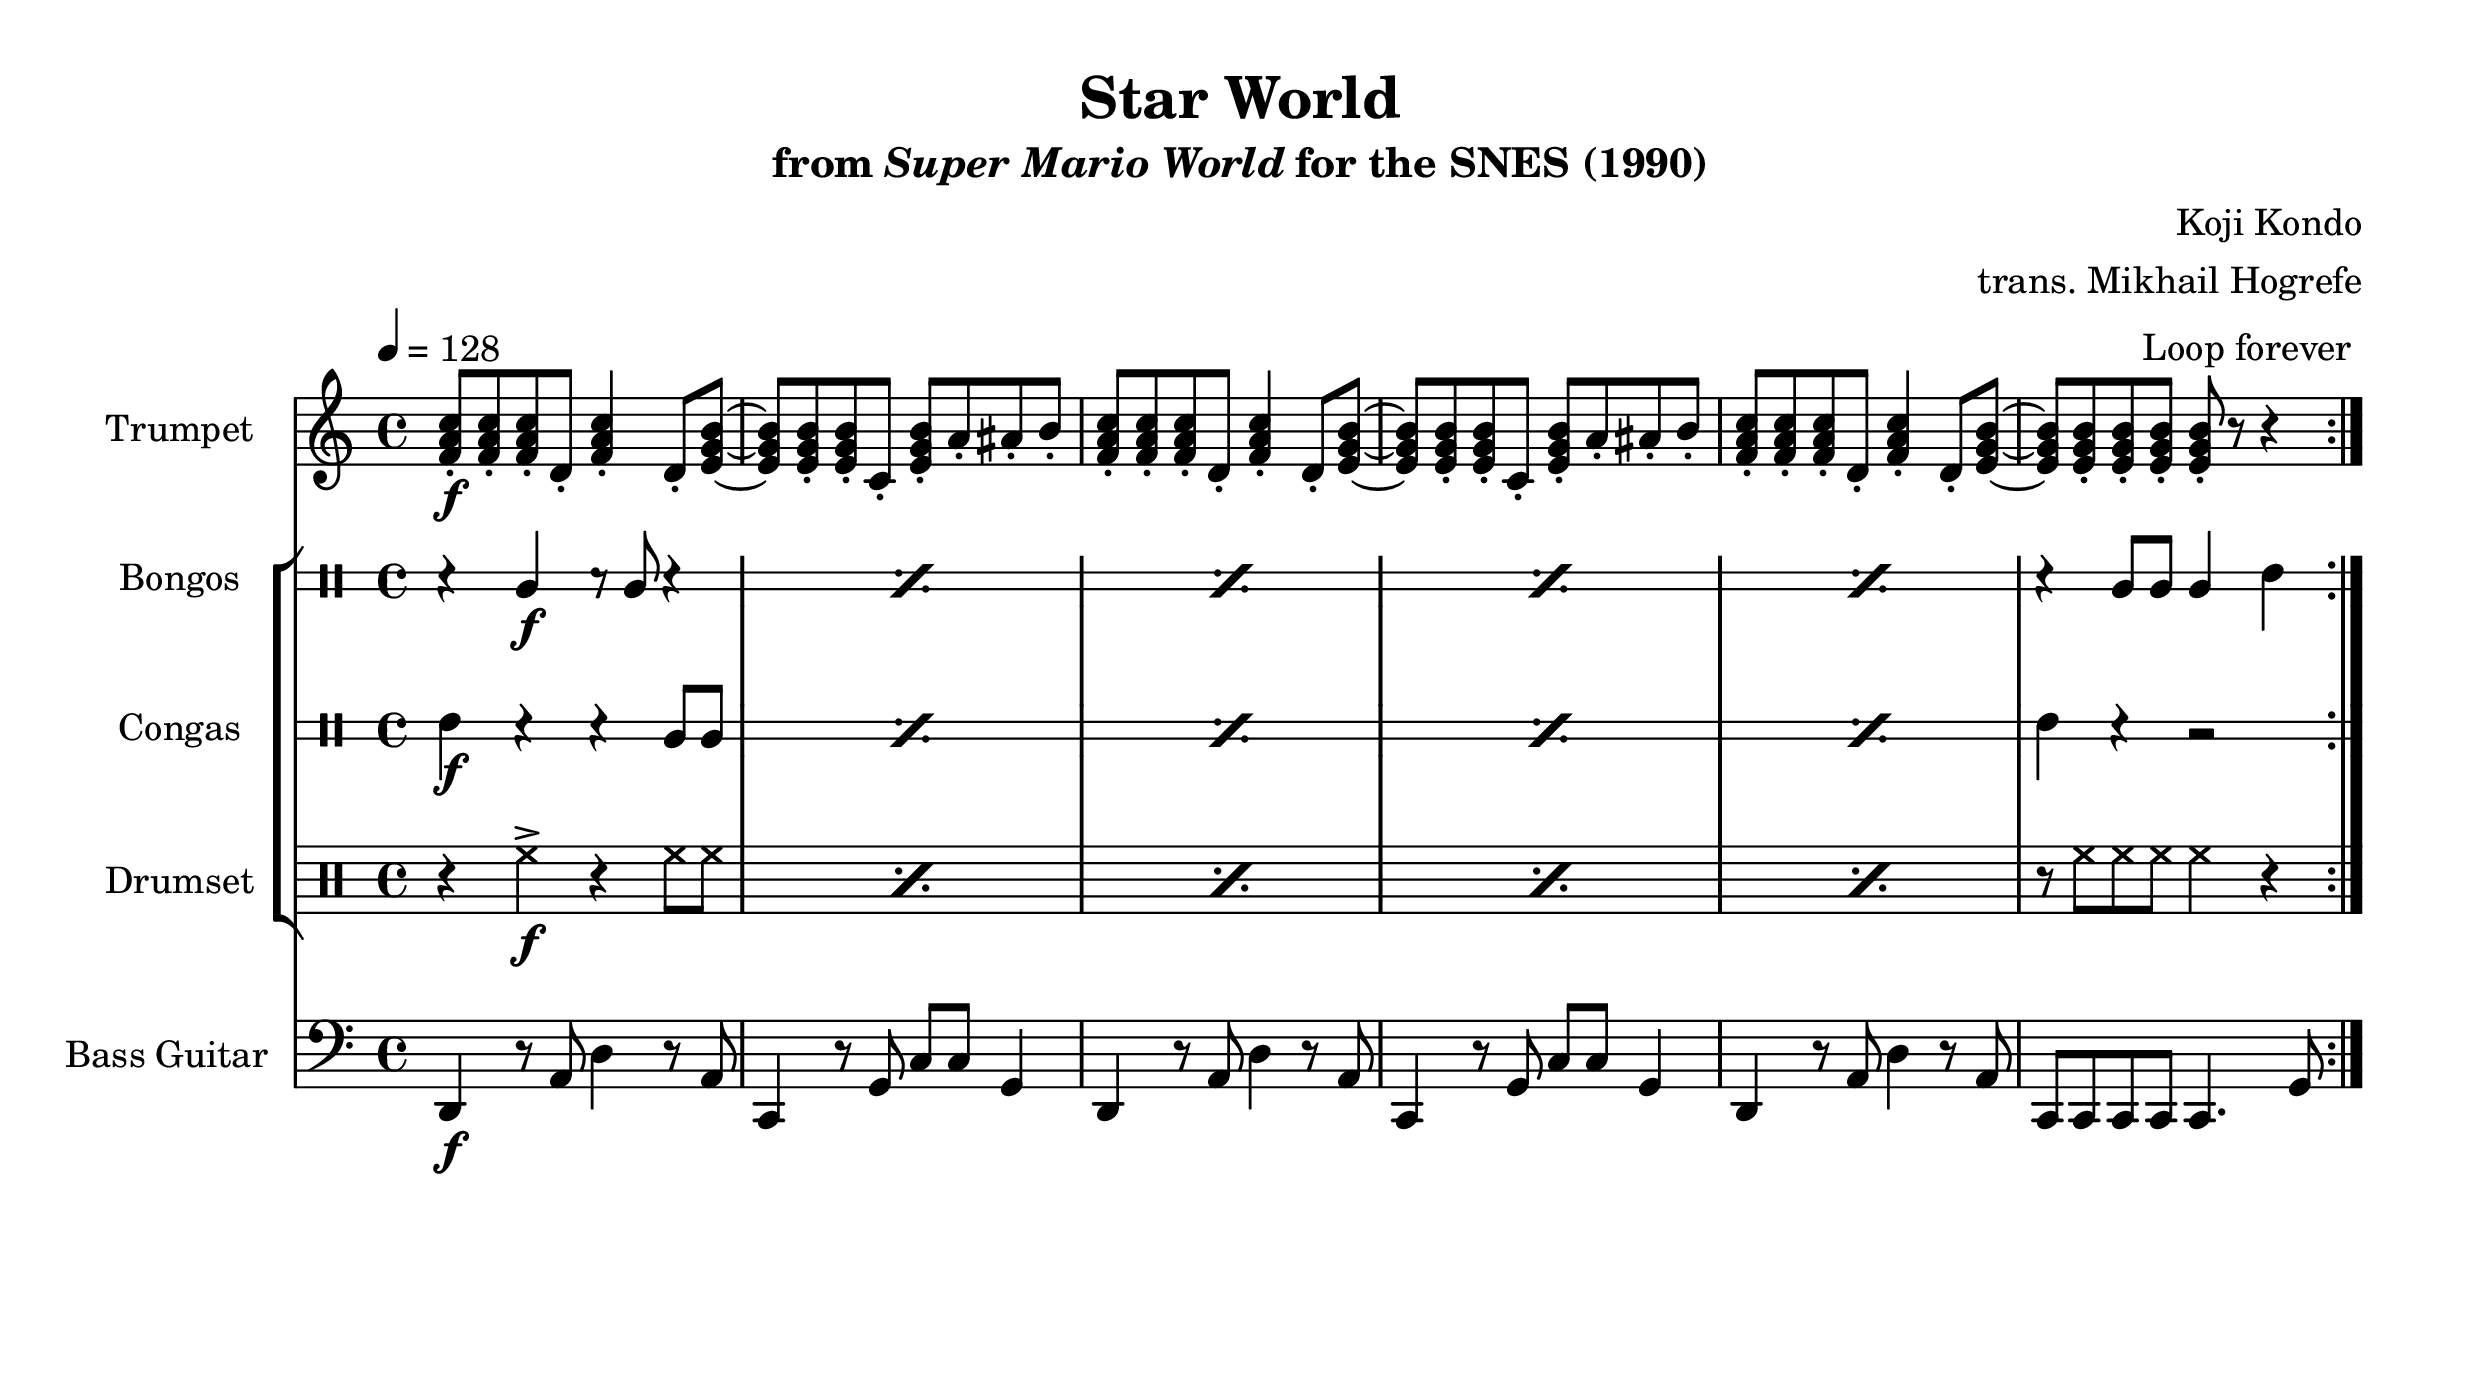 Star World
from Super Mario World for the SNES (1990)
Koji Kondo
trans. Mikhail Hogrefe
♩ = 128
Loop forever
Trumpet
f
Bongos
f
Congas
f
Drumset
f
Bass Guitar
f